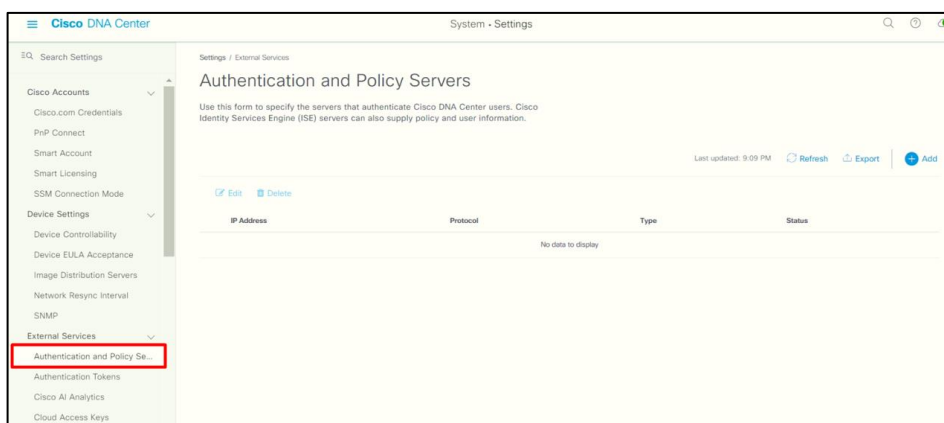 Cisco DNA Center
System - Settings
Search Settings
Cisco Accounts
Cisco.com Credentials
PnP Connect
Smart Account
Smart Licensing
SSM Connection Mode
Device Settings
Device Controllability
Device EULA Acceptance
Image Distribution Servers
Network Resync Interval
SNMP
External Services
Authentication and Policy Se...
Authentication Tokens
Cisco AI Analytics
Cloud Access Keys
Settings / External Services
Authentication and Policy Servers
Use this form to specify the servers that authenticate Cisco DNA Center users. Cisco
Identity Services Engine (ISE) servers can also supply policy and user information.
Last updated: 9:09 PM Refresh Export Add
Edit Delete
IP Address Protocol Type Status
No data to display